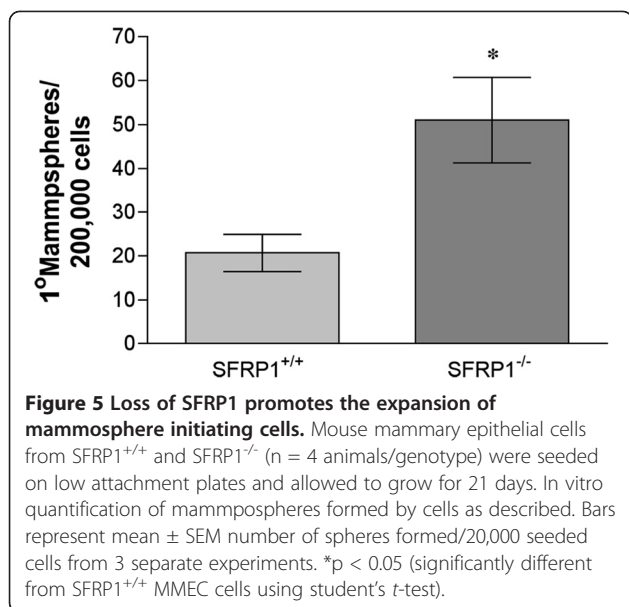 70
60
50
40
30
20
10
0
1°Mammpspheres/
200,000 cells
*
SFRP1+/+ SFRP1-/-
Figure 5 Loss of SFRP1 promotes the expansion of
mammosphere initiating cells. Mouse mammary epithelial cells
from SFRP1+/+ and SFRP1-/- (n = 4 animals/genotype) were seeded
on low attachment plates and allowed to grow for 21 days. In vitro
quantification of mammpospheres formed by cells as described. Bars
represent mean ± SEM number of spheres formed/20,000 seeded
cells from 3 separate experiments. *p < 0.05 (significantly different
from SFRP1+/+ MMEC cells using student's t-test).